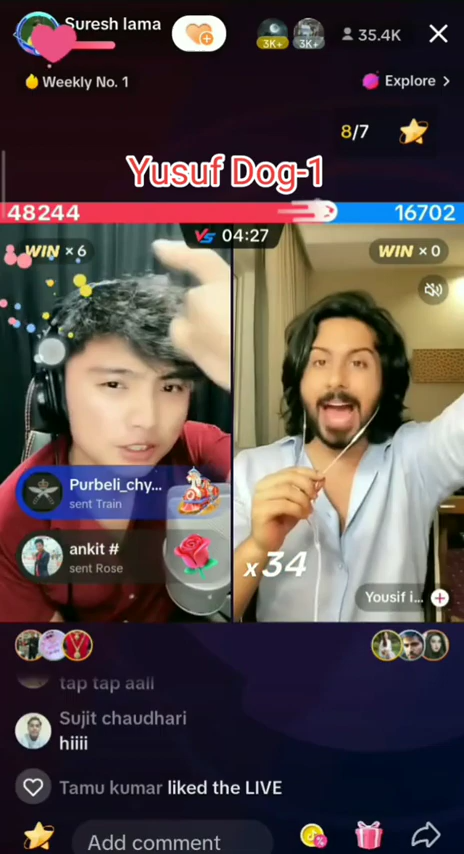 Suresh lama
3K+
3K+
35.4K
Weekly No. 1
Explore >
8/7
Yusuf Dog-1
48244
16702
VS 04:27
WIN × 6
WIN × 0
Purbeli_chy...
sent Train
ankit #
sent Rose
x34
Yousif i...
tap tap aall
Sujit chaudhari
hiiii
Tamu kumar liked the LIVE
Add comment